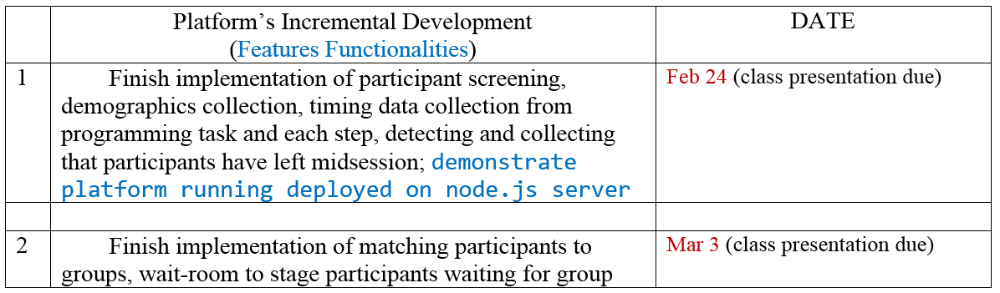 Platform’s Incremental Development
(Features Functionalities)
DATE
1
Finish implementation of participant screening,
demographics collection, timing data collection from
programming task and each step, detecting and collecting
that participants have left midsession; demonstrate
platform running deployed on node.js server
Feb 24 (class presentation due)
2
Finish implementation of matching participants to
groups, wait-room to stage participants waiting for group
Mar 3 (class presentation due)